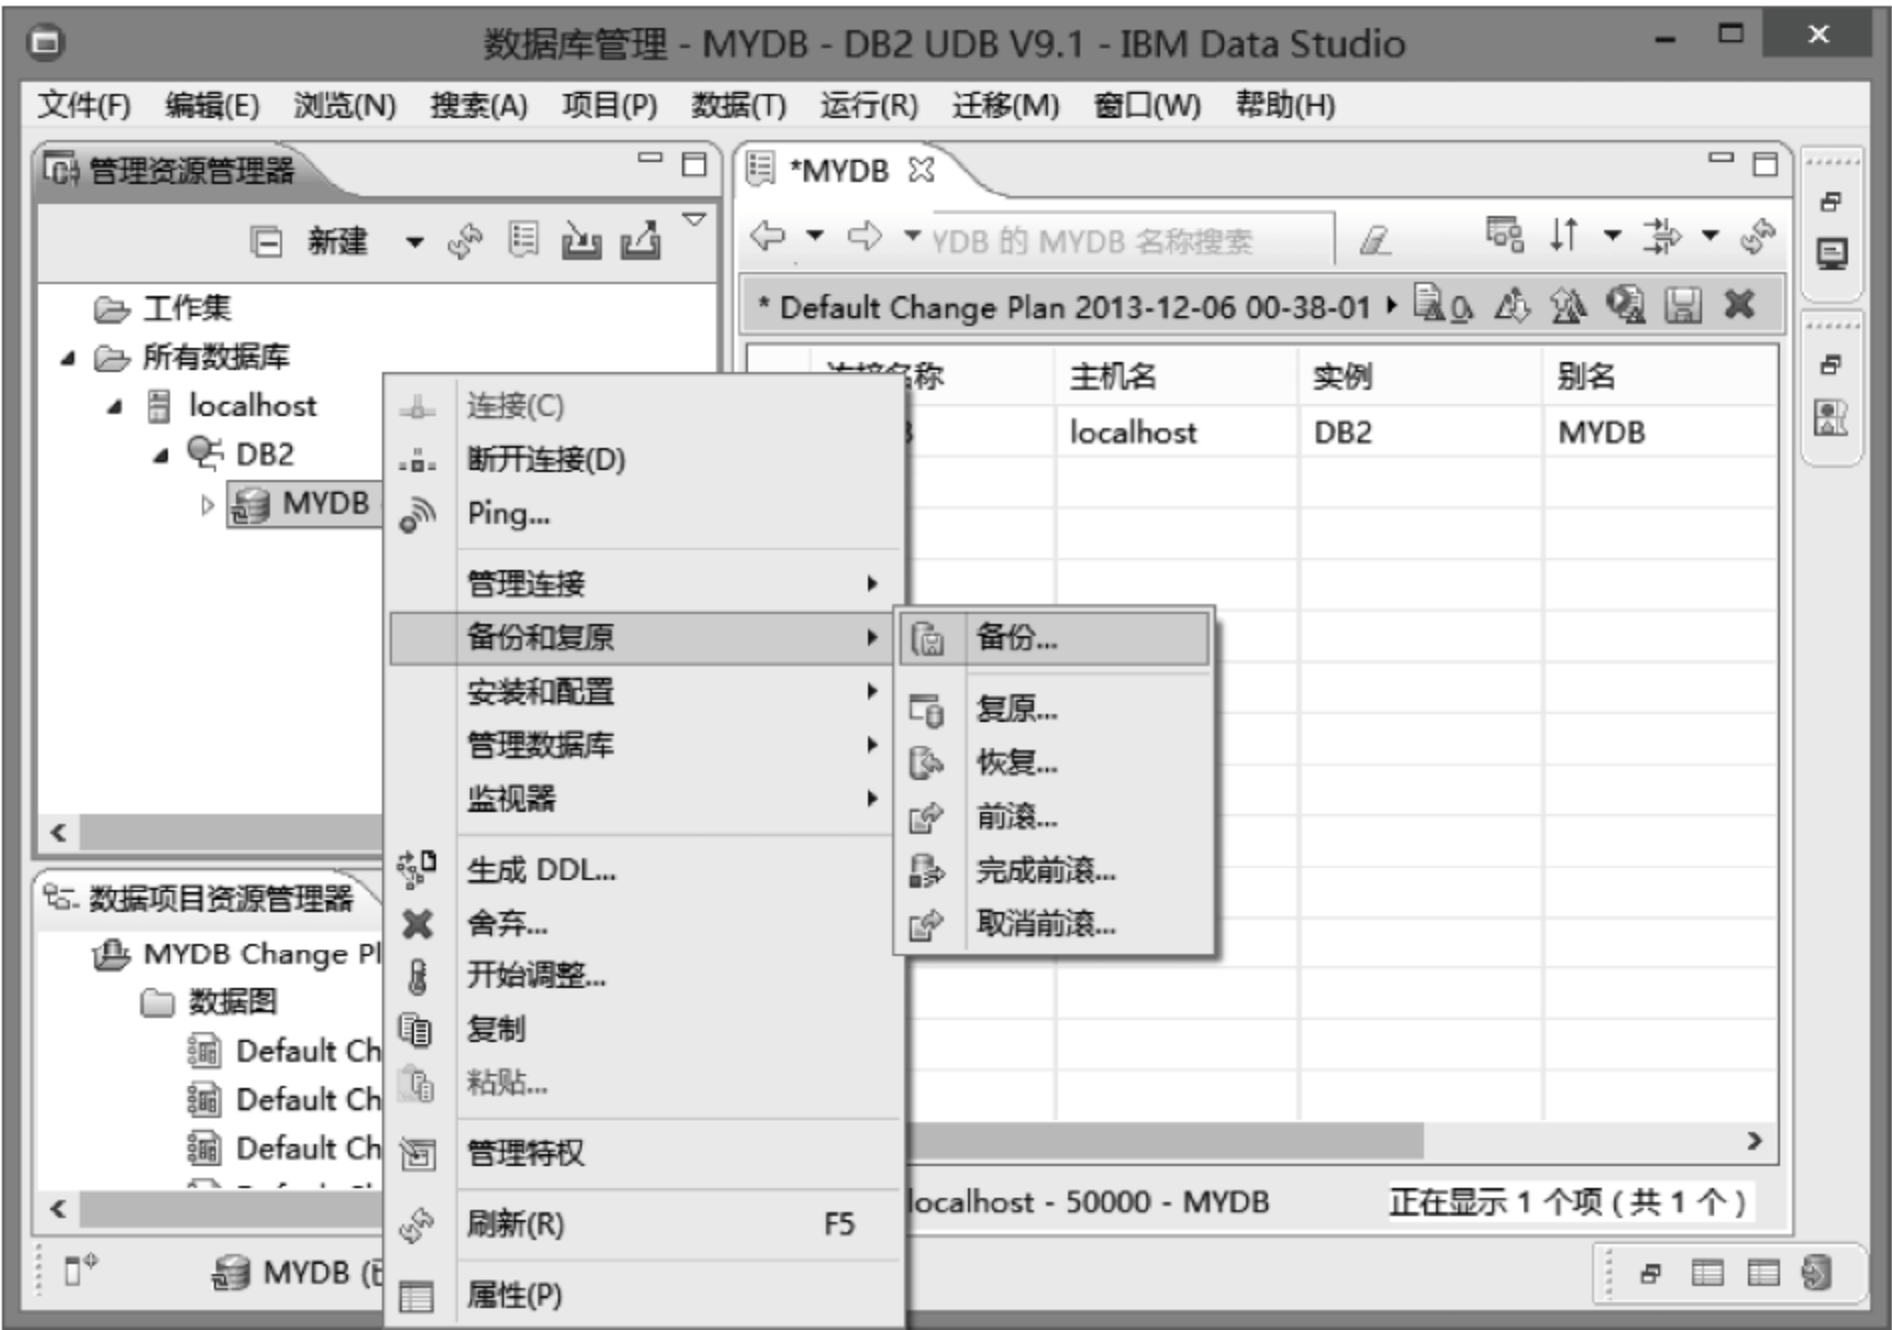 数据库管理 - MYDB - DB2 UDB V9.1 - IBM Data Studio
文件(F) 编辑(E) 浏览(N) 搜索(A) 项目(P) 数据(T) 运行(R) 迁移(M) 窗口(W) 帮助(H)
管理资源管理器
新建
工作集
所有数据库
localhost
DB2
MYDB
*MYDB
YDB 的 MYDB 名称搜索
* Default Change Plan 2013-12-06 00-38-01
连接名称 主机名 实例 别名
localhost DB2 MYDB
连接(C)
断开连接(D)
Ping...
管理连接
备份和复原
安装和配置
管理数据库
监视器
生成 DDL...
舍弃...
开始调整...
复制
粘贴...
管理特权
刷新(R) F5
属性(P)
备份...
复原...
恢复...
前滚...
完成前滚...
取消前滚...
数据项目资源管理器
MYDB Change Pl
数据图
Default Ch
Default Ch
Default Ch
localhost - 50000 - MYDB
正在显示 1 个项 ( 共 1 个 )
MYDB